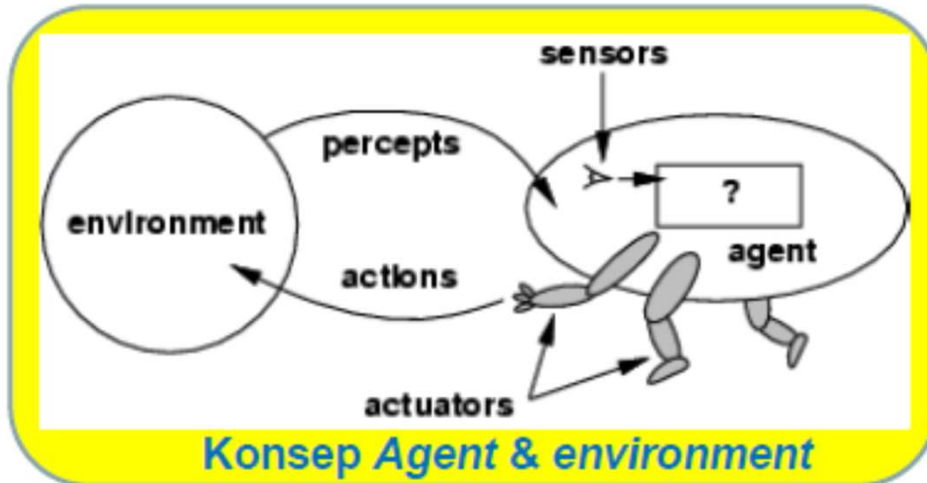 sensors
percepts
?
environment
agent
actions
actuators
Konsep Agent & environment